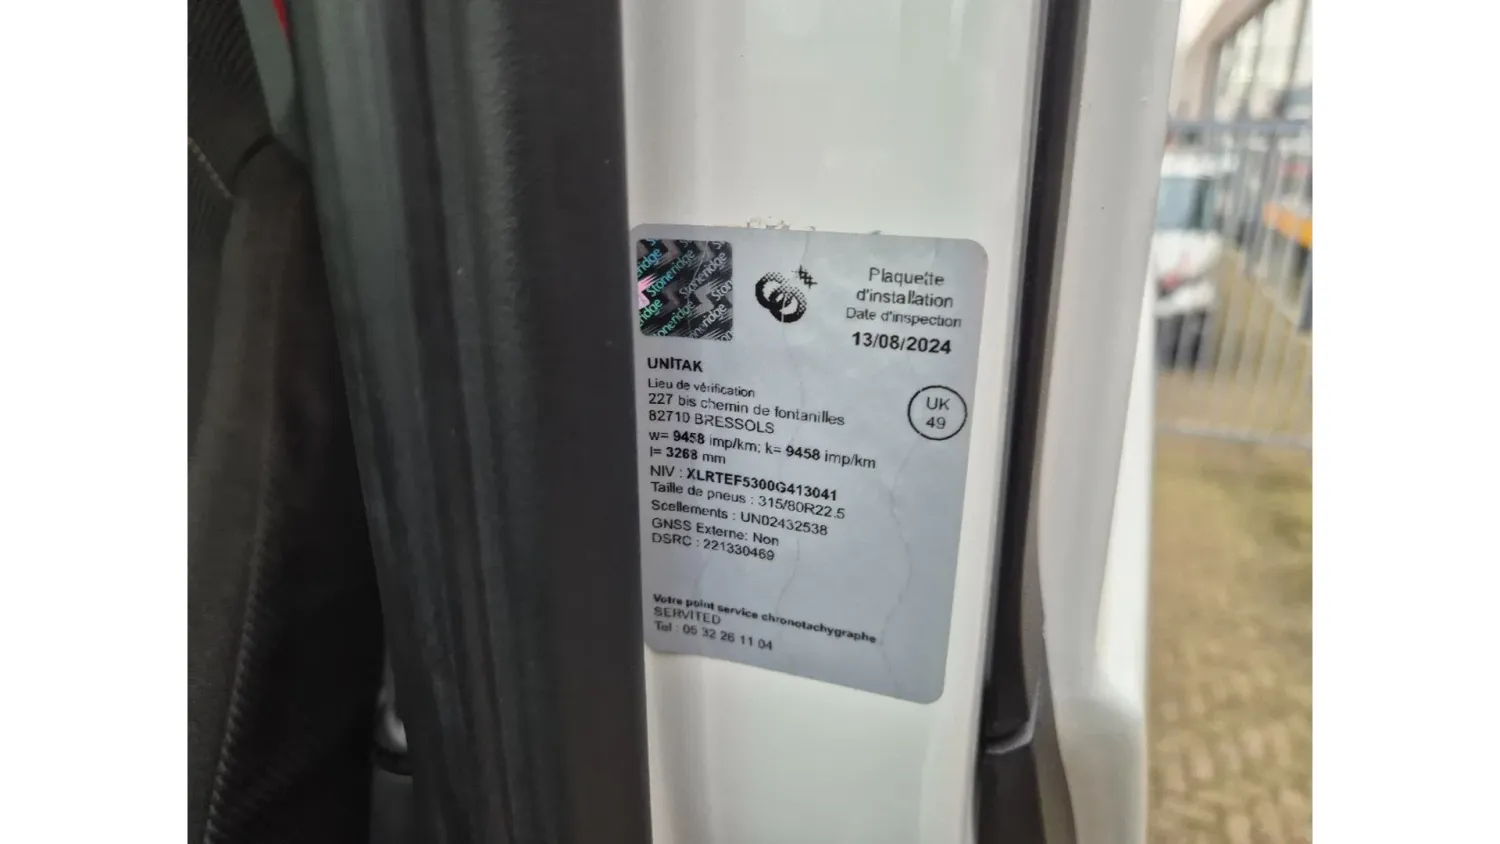 Stoneridge
Plaquette
d'installation
Date d'inspection
13/08/2024
UNITAK
Lieu de vérification
227 bis chemin de fontanilles
82710 BRESSOLS
UK
49
w= 9458 imp/km; k= 9458 imp/km
l= 3268 mm
NIV : XLRTEF5300G413041
Taille de pneus : 315/80R22.5
Scellements : UN02432538
GNSS Externe: Non
DSRC : 221330469
Votre point service chronotachygraphe
SERVITED
Tel : 05 32 26 11 04